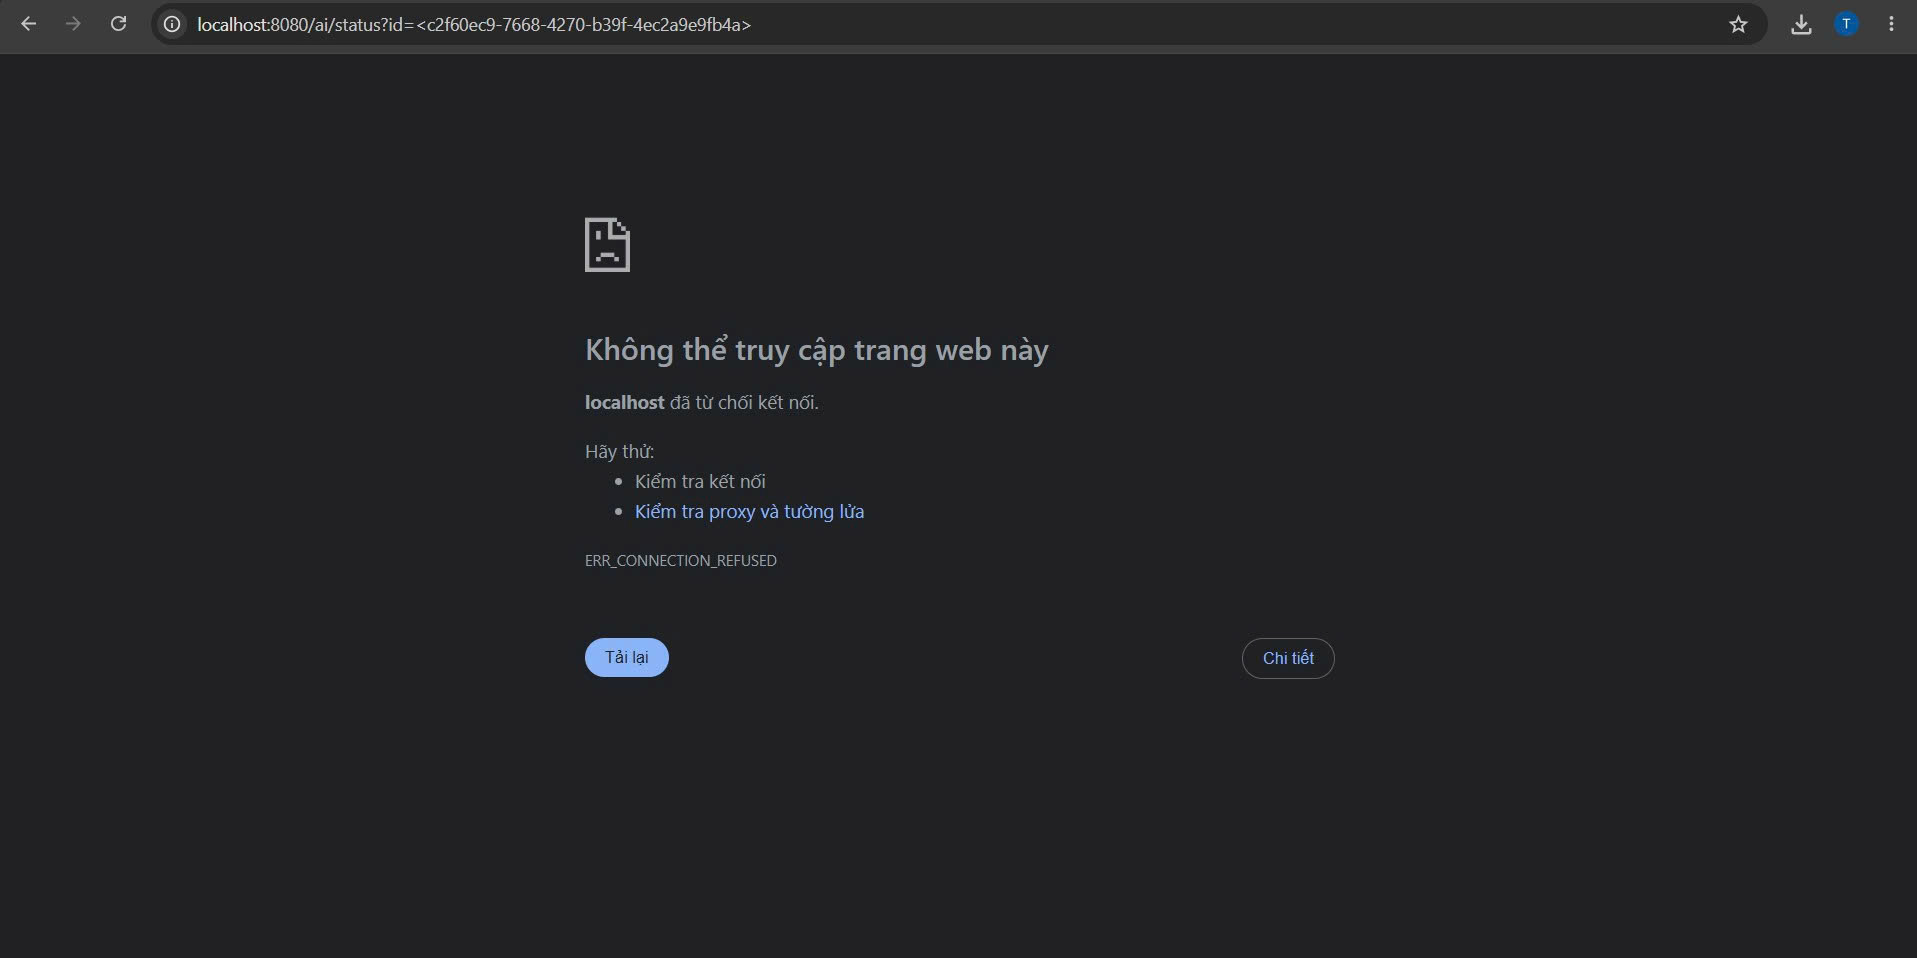 localhost:8080/ai/status?id=<c2f60ec9-7668-4270-b39f-4ec2a9e9fb4a>
T
Không thể truy cập trang web này
localhost đã từ chối kết nối.
Hãy thử:
Kiểm tra kết nối
Kiểm tra proxy và tường lửa
ERR_CONNECTION_REFUSED
Tải lại
Chi tiết